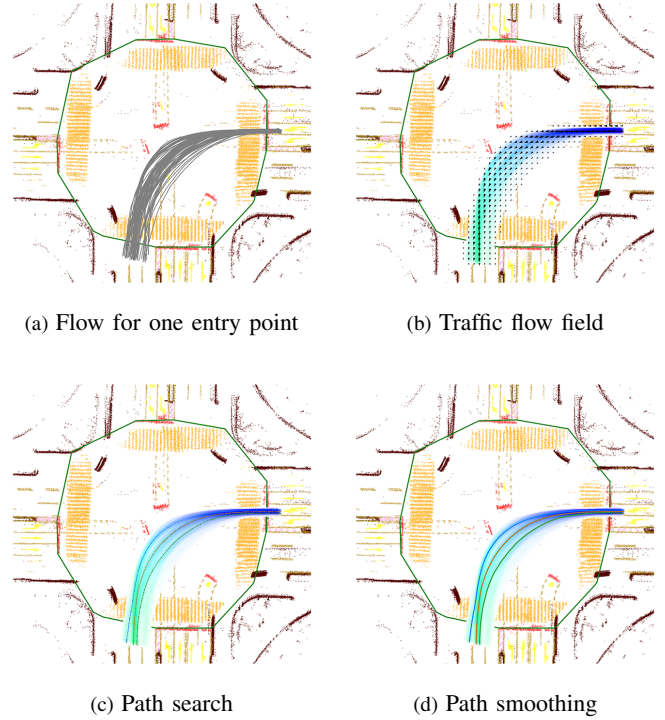 (a) Flow for one entry point
(b) Traffic flow field
(c) Path search
(d) Path smoothing